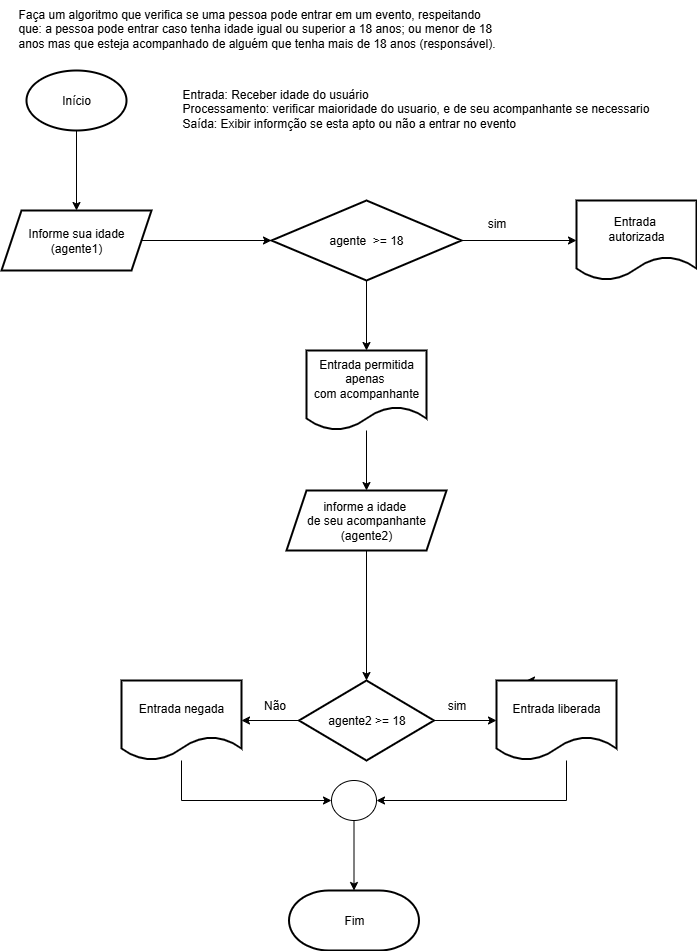 Faça um algoritmo que verifica se uma pessoa pode entrar em um evento, respeitando
que: a pessoa pode entrar caso tenha idade igual ou superior a 18 anos; ou menor de 18
anos mas que esteja acompanhado de alguém que tenha mais de 18 anos (responsável).
Início
Entrada: Receber idade do usuário
Processamento: verificar maioridade do usuario, e de seu acompanhante se necessario
Saída: Exibir informção se esta apto ou não a entrar no evento
Informe sua idade
(agente1)
agente >= 18
sim
Entrada
autorizada
Entrada permitida
apenas
com acompanhante
informe a idade
de seu acompanhante
(agente2)
Entrada negada
Não
agente2 >= 18
sim
Entrada liberada
Fim